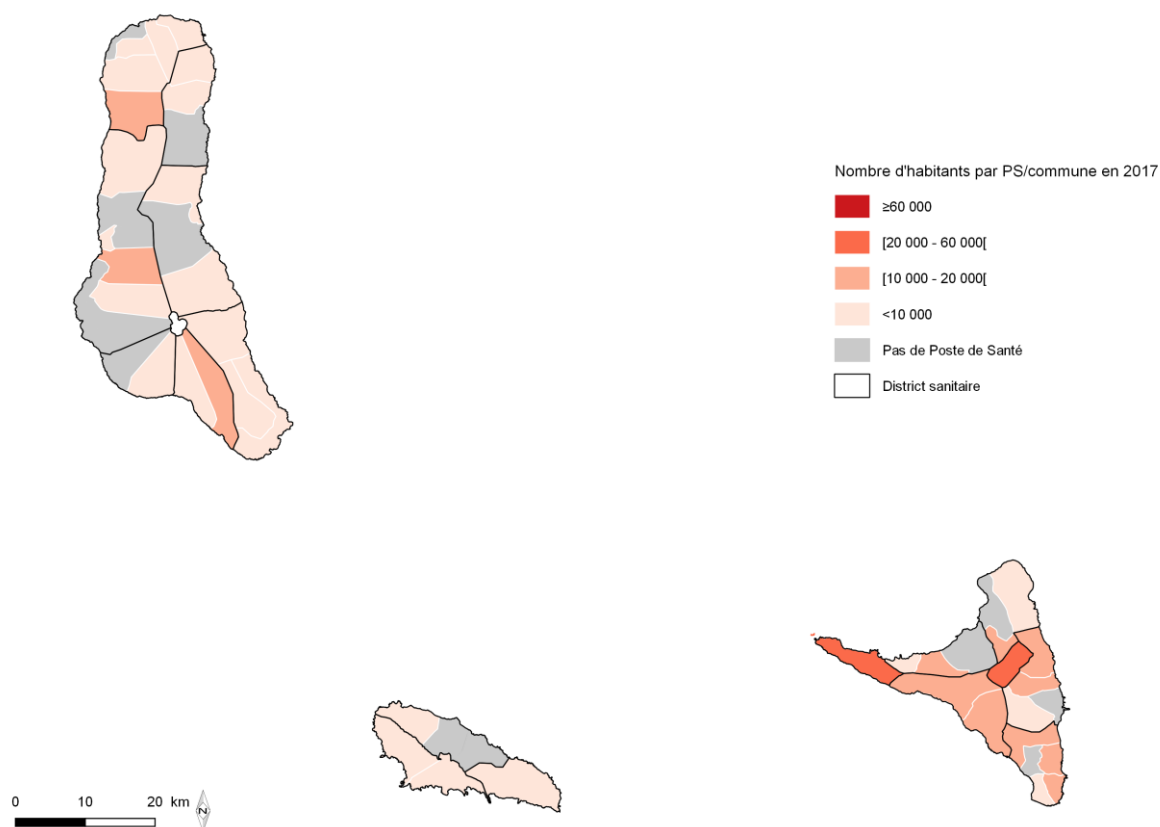 Nombre d'habitants par PS/commune en 2017
≥60 000
[20 000 - 60 000[
[10 000 - 20 000[
<10 000
Pas de Poste de Santé
District sanitaire
0 10 20 km
N